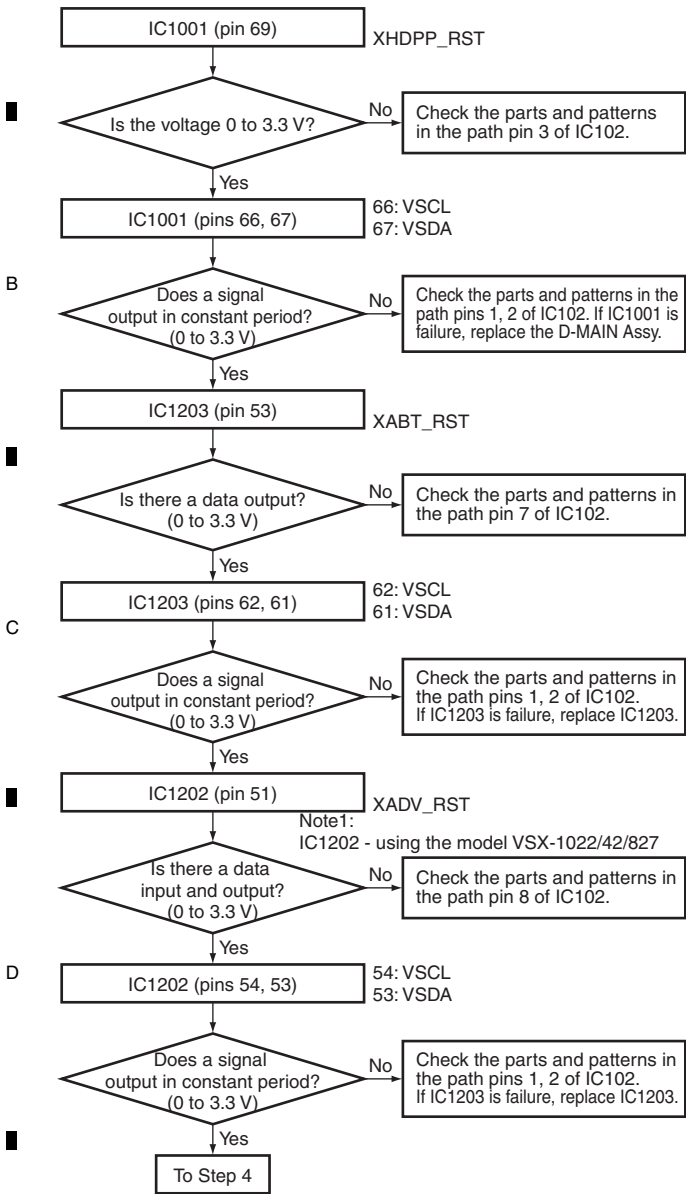 IC1001 (pin 69)
XHDPP_RST
Is the voltage 0 to 3.3 V?
No
Check the parts and patterns
in the path pin 3 of IC102.
Yes
IC1001 (pins 66, 67)
66: VSCL
67: VSDA
B
Does a signal
output in constant period?
(0 to 3.3 V)
No
Check the parts and patterns in the
path pins 1, 2 of IC102. If IC1001 is
failure, replace the D-MAIN Assy.
Yes
IC1203 (pin 53)
XABT_RST
Is there a data output?
(0 to 3.3 V)
No
Check the parts and patterns in
the path pin 7 of IC102.
Yes
IC1203 (pins 62, 61)
62: VSCL
61: VSDA
C
Does a signal
output in constant period?
(0 to 3.3 V)
No
Check the parts and patterns in
the path pins 1, 2 of IC102.
If IC1203 is failure, replace IC1203.
Yes
IC1202 (pin 51)
XADV_RST
Note1:
IC1202 - using the model VSX-1022/42/827
Is there a data
input and output?
(0 to 3.3 V)
No
Check the parts and patterns in
the path pin 8 of IC102.
Yes
D
IC1202 (pins 54, 53)
54: VSCL
53: VSDA
Does a signal
output in constant period?
(0 to 3.3 V)
No
Check the parts and patterns in
the path pins 1, 2 of IC102.
If IC1203 is failure, replace IC1203.
Yes
To Step 4